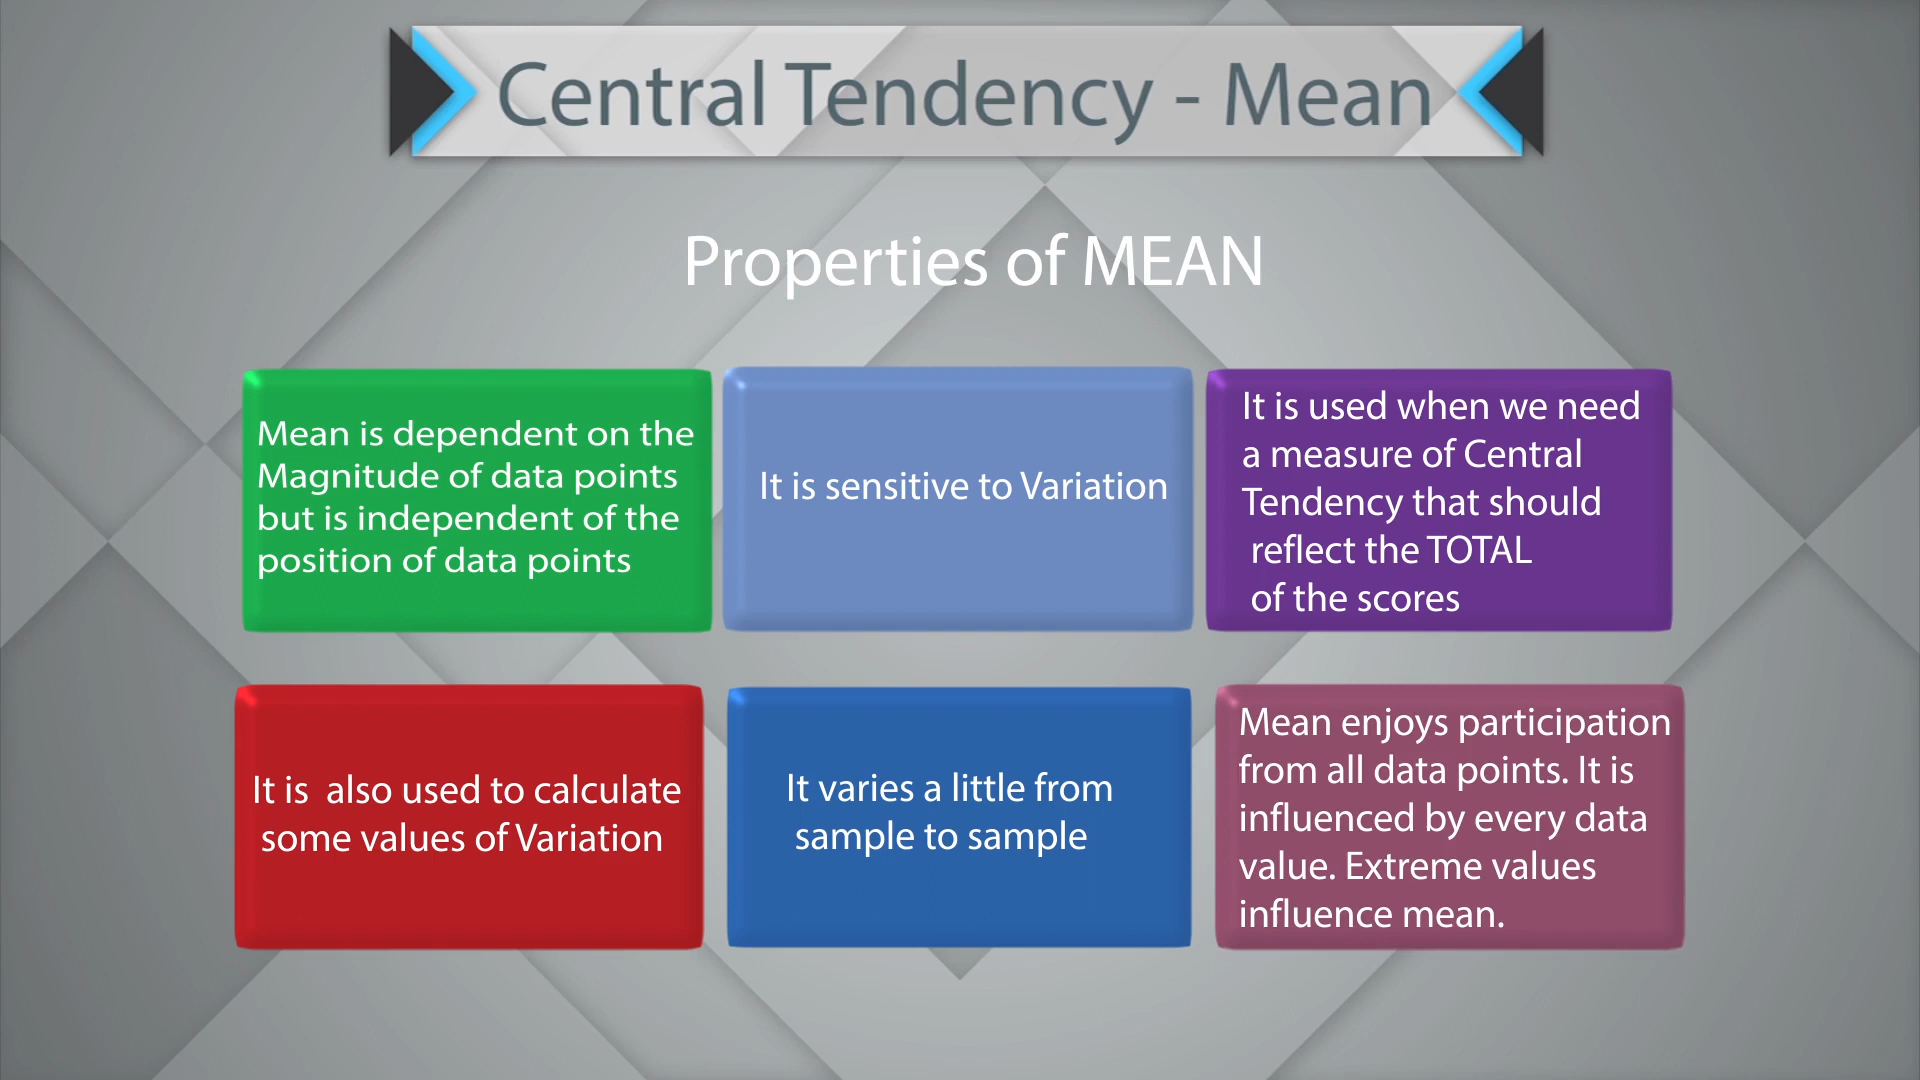 Central Tendency - Mean
Properties of MEAN
Mean is dependent on the
Magnitude of data points
but is independent of the
position of data points
It is sensitive to Variation
It is used when we need
a measure of Central
Tendency that should
reflect the TOTAL
of the scores
It is also used to calculate
some values of Variation
It varies a little from
sample to sample
Mean enjoys participation
from all data points. It is
influenced by every data
value. Extreme values
influence mean.